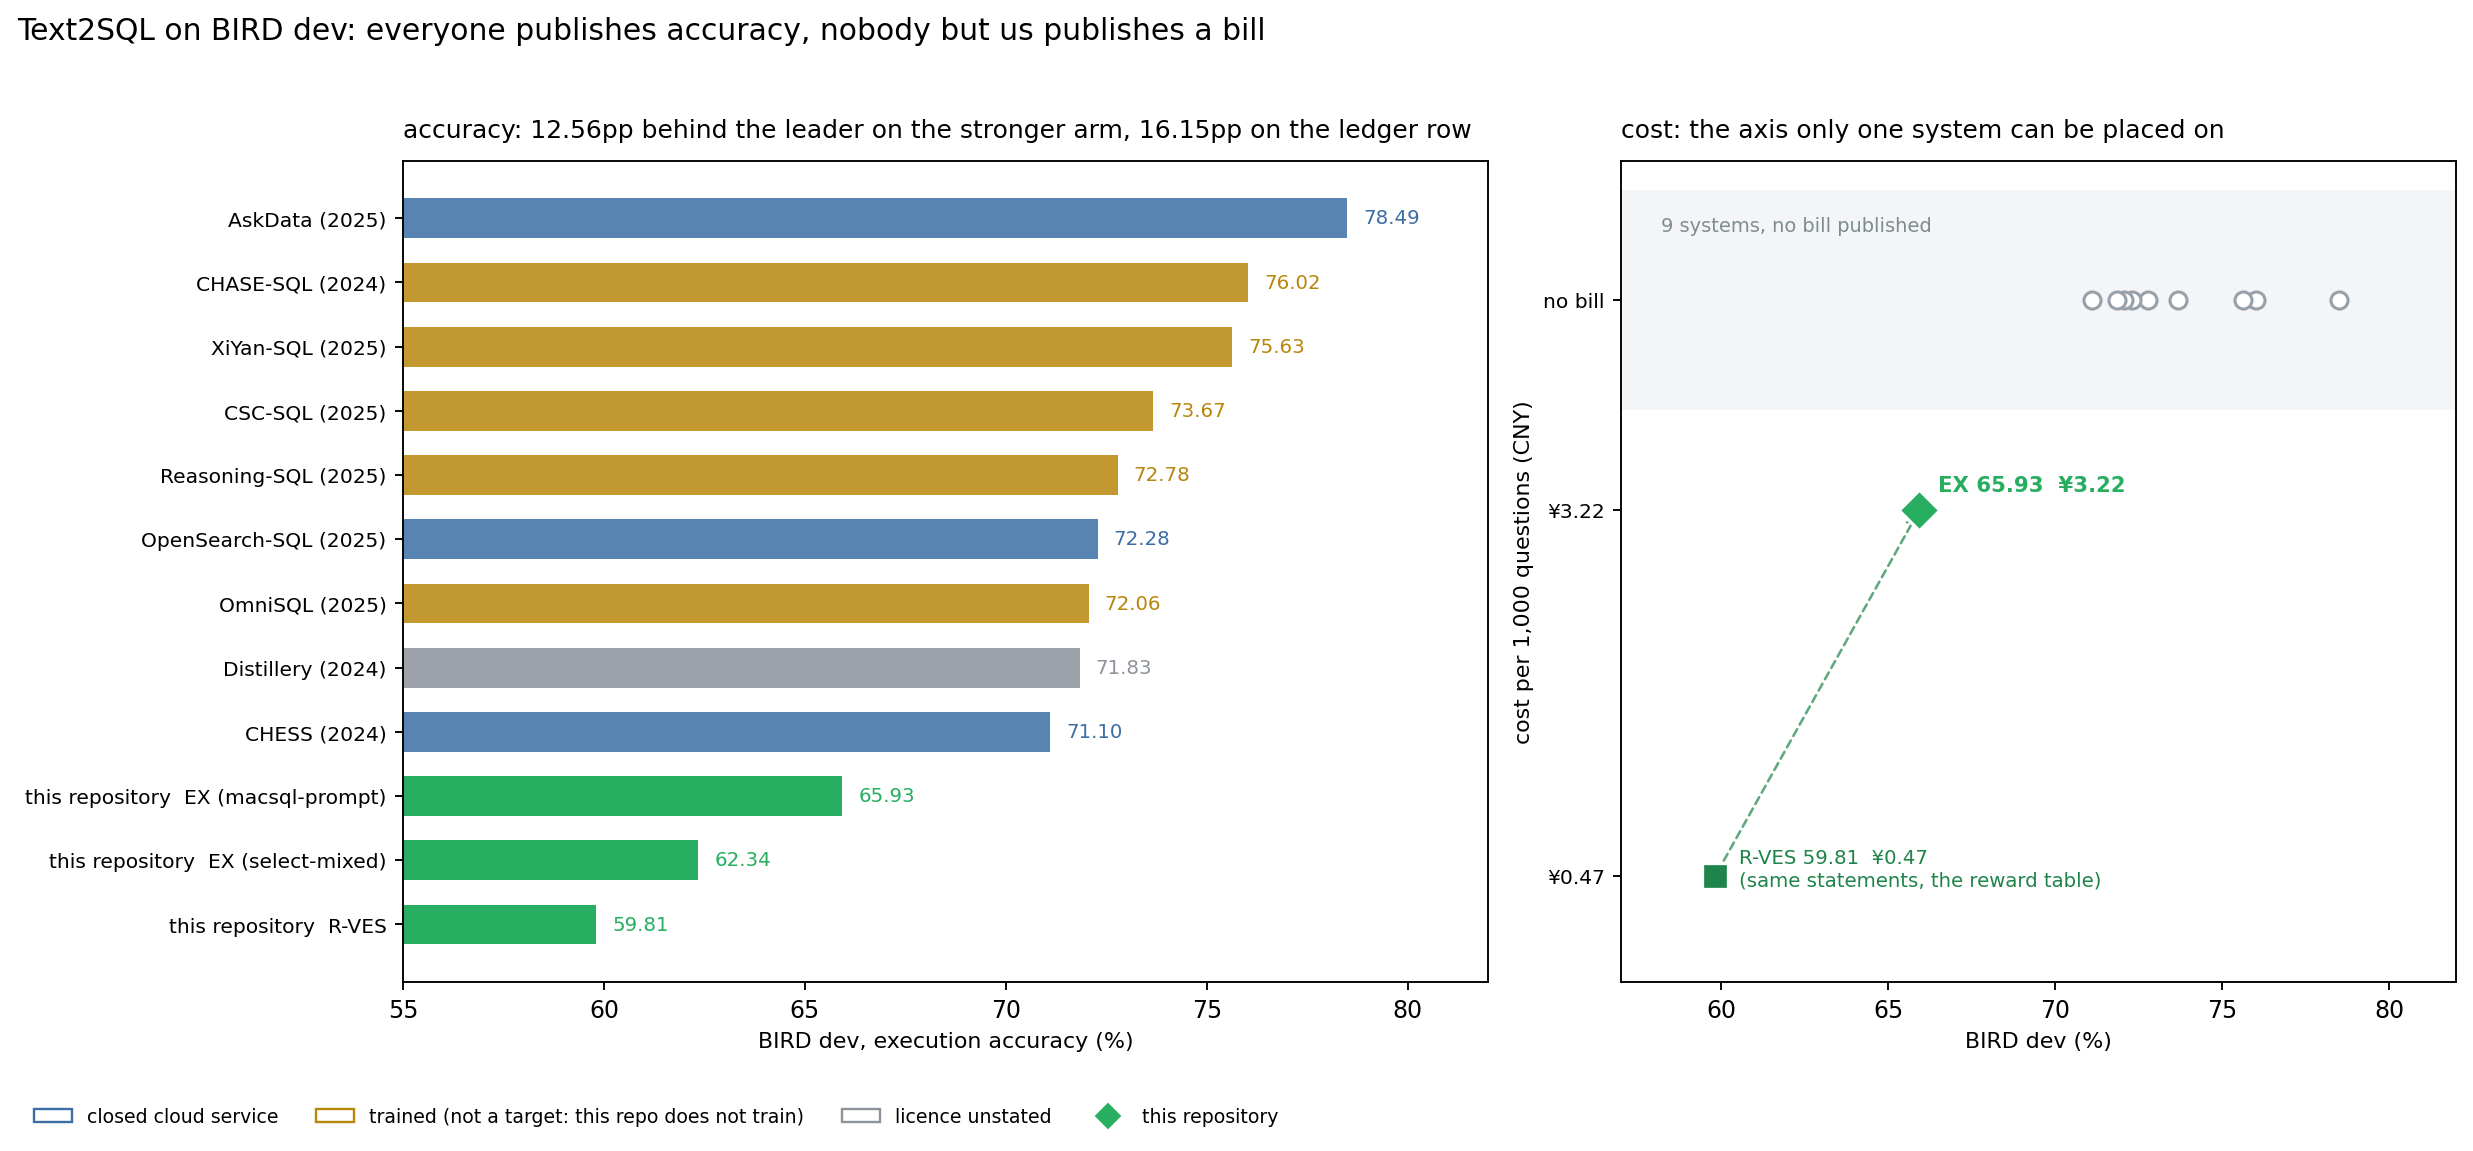 Text2SQL on BIRD dev: everyone publishes accuracy, nobody but us publishes a bill
accuracy: 12.56pp behind the leader on the stronger arm, 16.15pp on the ledger row
AskData (2025)
78.49
CHASE-SQL (2024)
76.02
XiYan-SQL (2025)
75.63
CSC-SQL (2025)
73.67
Reasoning-SQL (2025)
72.78
OpenSearch-SQL (2025)
72.28
OmniSQL (2025)
72.06
Distillery (2024)
71.83
CHESS (2024)
71.10
this repository  EX (macsql-prompt)
65.93
this repository  EX (select-mixed)
62.34
this repository  R-VES
59.81
55 60 65 70 75 80
BIRD dev, execution accuracy (%)
cost: the axis only one system can be placed on
9 systems, no bill published
no bill
cost per 1,000 questions (CNY)
EX 65.93  ¥3.22
¥3.22
R-VES 59.81  ¥0.47
(same statements, the reward table)
¥0.47
60 65 70 75 80
BIRD dev (%)
closed cloud service
trained (not a target: this repo does not train)
licence unstated
this repository